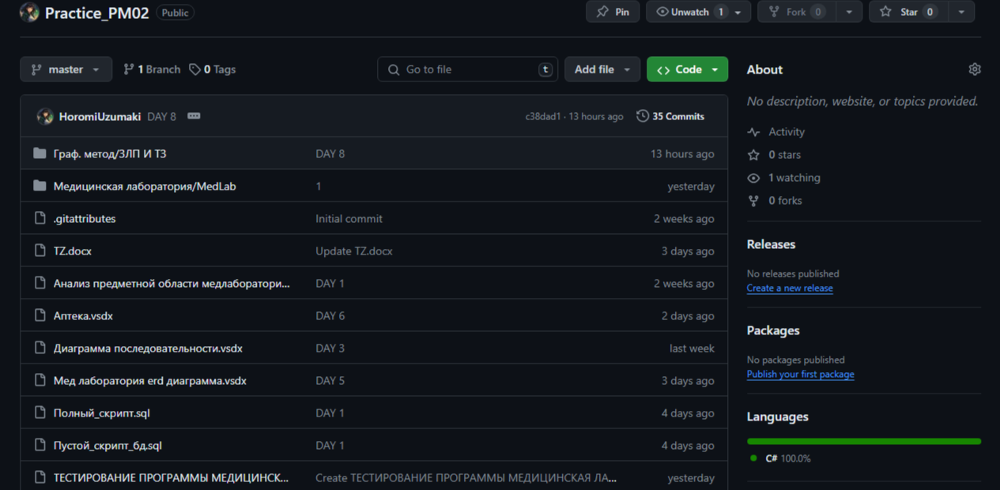 Practice_PM02 Public Pin Unwatch 1 Fork 0 Star 0
master 1 Branch 0 Tags Go to file t Add file Code
HoromiUzumaki DAY 8 c38dad1 · 13 hours ago 35 Commits
Граф. метод/ЗЛП И ТЗ DAY 8 13 hours ago
Медицинская лаборатория/MedLab 1 yesterday
.gitattributes Initial commit 2 weeks ago
TZ.docx Update TZ.docx 3 days ago
Анализ предметной области медлаборатори... DAY 1 2 weeks ago
Аптека.vsdx DAY 6 2 days ago
Диаграмма последовательности.vsdx DAY 3 last week
Мед лаборатория erd диаграмма.vsdx DAY 5 3 days ago
Полный_скрипт.sql DAY 1 4 days ago
Пустой_скрипт_бд.sql DAY 1 4 days ago
ТЕСТИРОВАНИЕ ПРОГРАММЫ МЕДИЦИНСК... Create ТЕСТИРОВАНИЕ ПРОГРАММЫ МЕДИЦИНСКАЯ ЛА... yesterday
About
No description, website, or topics provided.
Activity
0 stars
1 watching
0 forks
Releases
No releases published
Create a new release
Packages
No packages published
Publish your first package
Languages
C# 100.0%